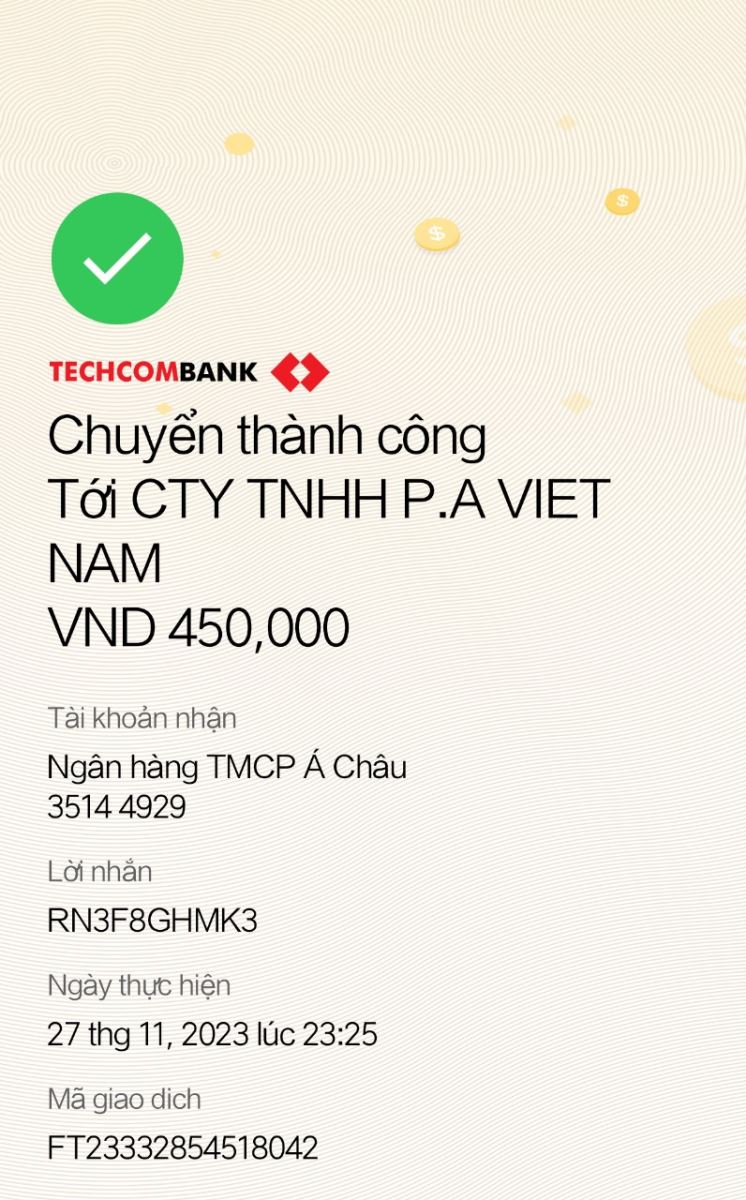 TECHCOMBANK
Chuyển thành công
Tới CTY TNHH P.A VIET
NAM
VND 450,000
Tài khoản nhận
Ngân hàng TMCP Á Châu
3514 4929
Lời nhắn
RN3F8GHMK3
Ngày thực hiện
27 thg 11, 2023 lúc 23:25
Mã giao dich
FT23332854518042